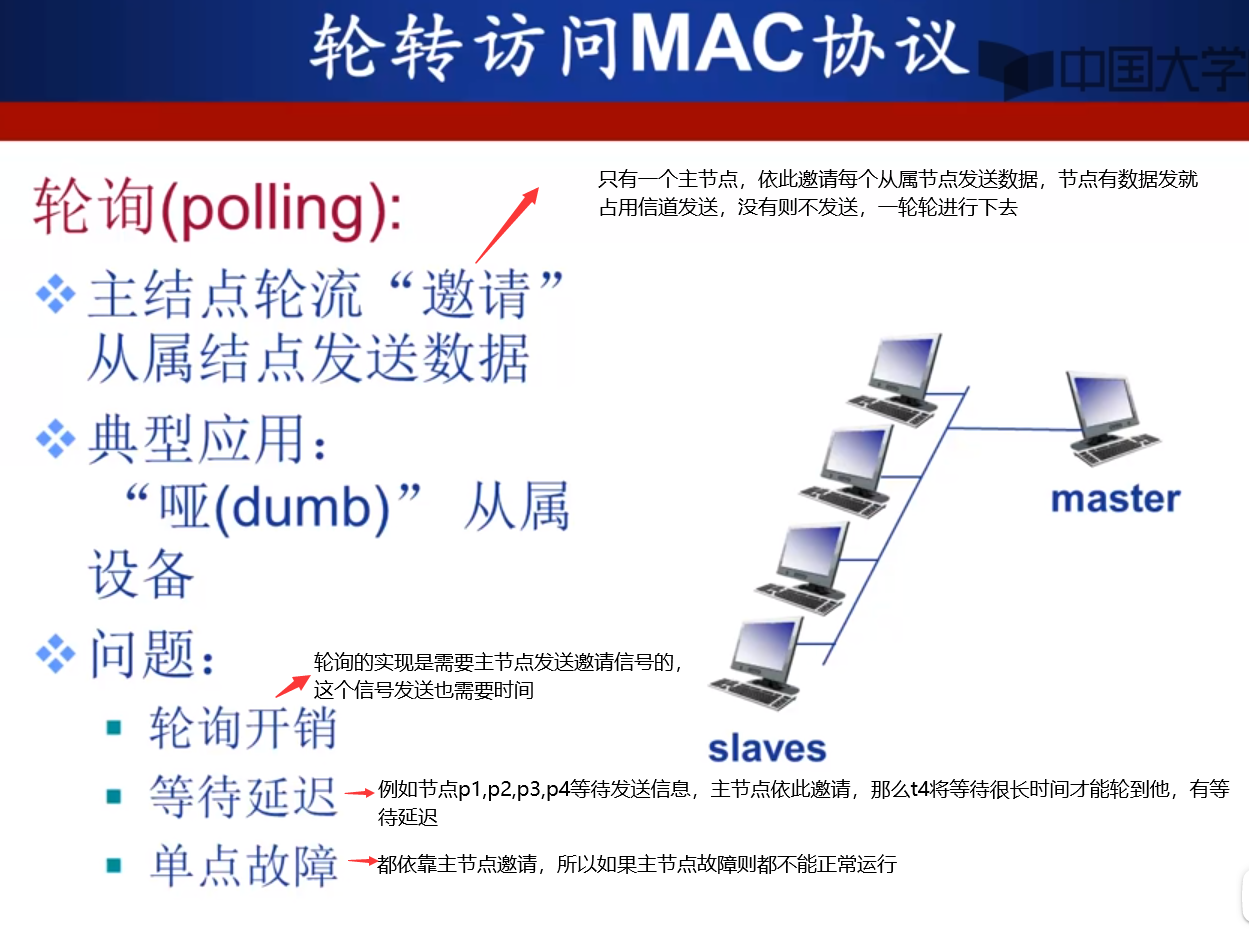 轮转访问MAC协议
中国大学
轮询(polling):
只有一个主节点，依此邀请每个从属节点发送数据，节点有数据发就
占用信道发送，没有则不发送，一轮轮进行下去
主结点轮流“邀请”
从属结点发送数据
典型应用：
“哑(dumb)” 从属
设备
master
slaves
问题：
轮询的实现是需要主节点发送邀请信号的，
这个信号发送也需要时间
轮询开销
等待延迟
例如节点p1,p2,p3,p4等待发送信息，主节点依此邀请，那么t4将等待很长时间才能轮到他，有等
待延迟
单点故障
都依靠主节点邀请，所以如果主节点故障则都不能正常运行